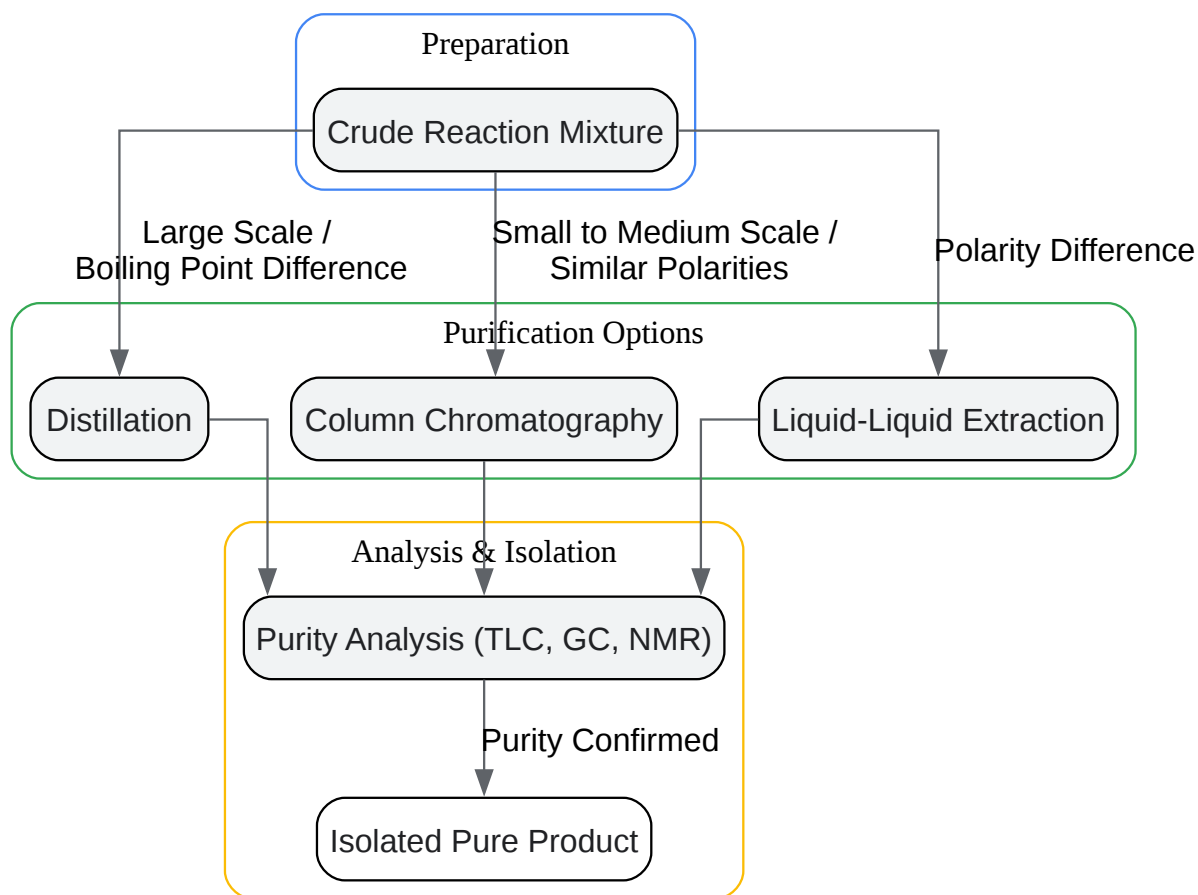 Preparation
Crude Reaction Mixture
Large Scale /
Boiling Point Difference
Small to Medium Scale /
Similar Polarities
Polarity Difference
Purification Options
Distillation
Column Chromatography
Liquid-Liquid Extraction
Analysis & Isolation
Purity Analysis (TLC, GC, NMR)
Purity Confirmed
Isolated Pure Product